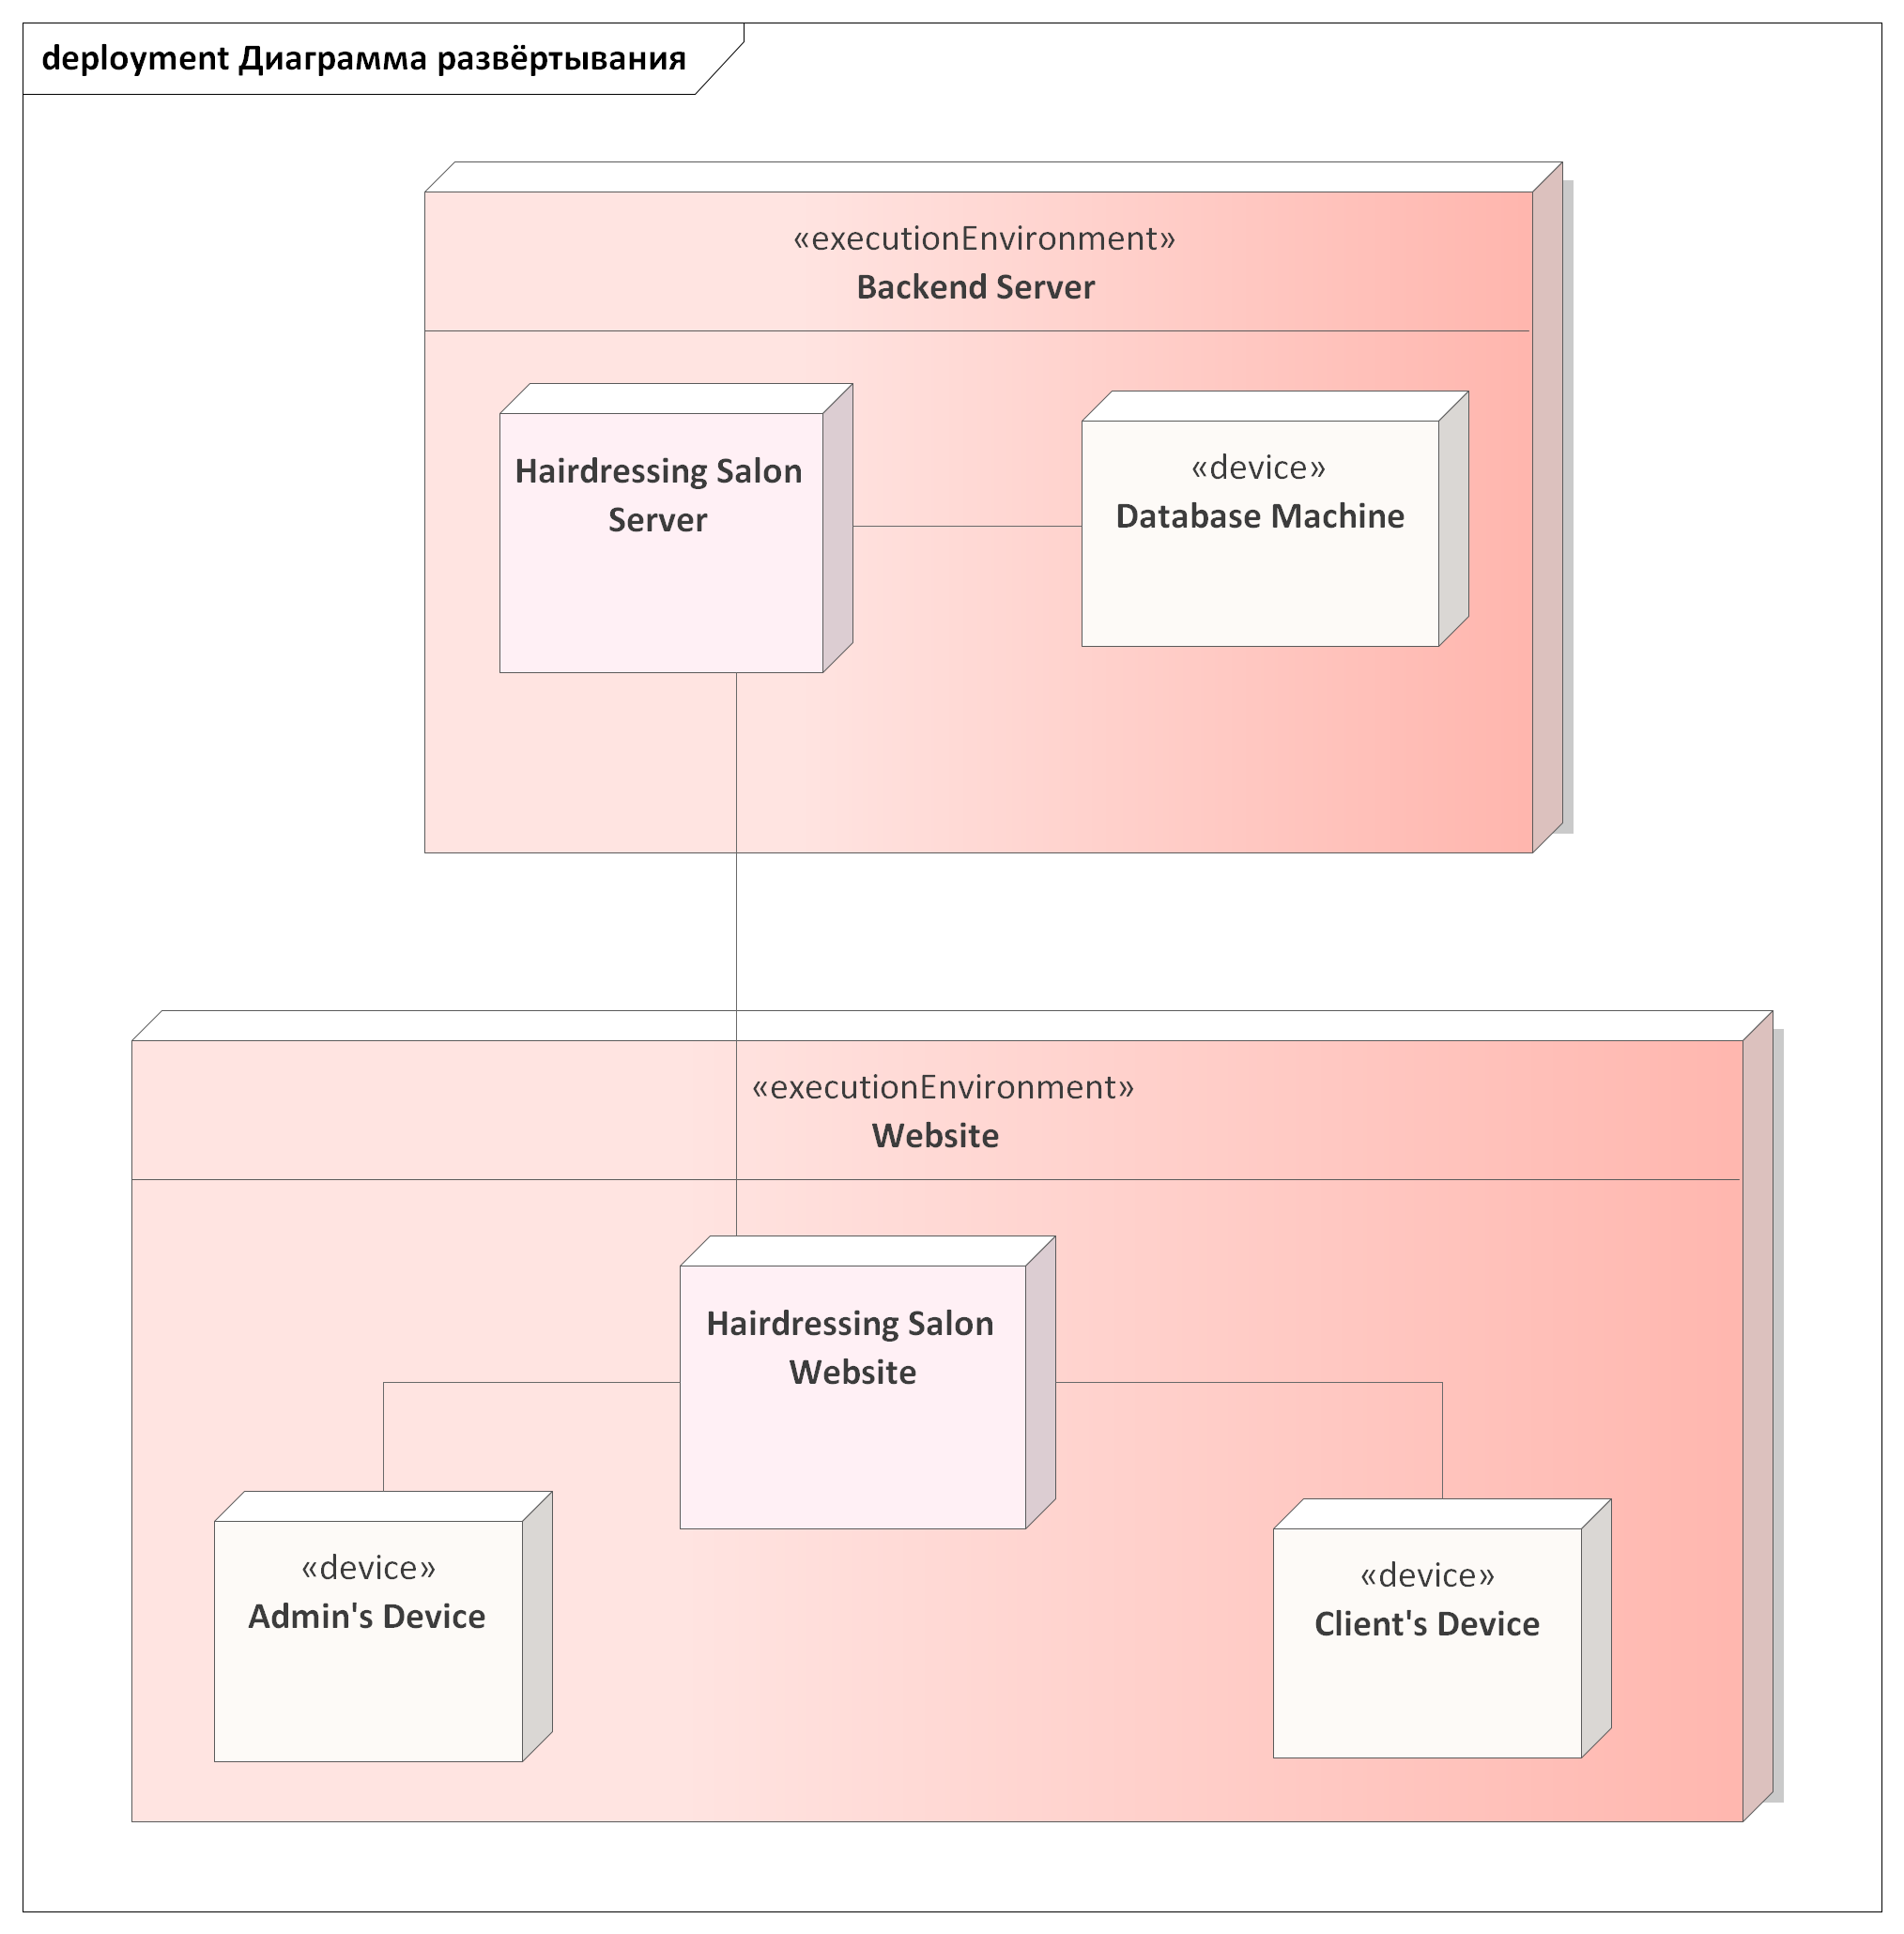 deployment Диаграмма развёртывания
«executionEnvironment»
Backend Server
Hairdressing Salon
Server
«device»
Database Machine
«executionEnvironment»
Website
Hairdressing Salon
Website
«device»
Admin's Device
«device»
Client's Device